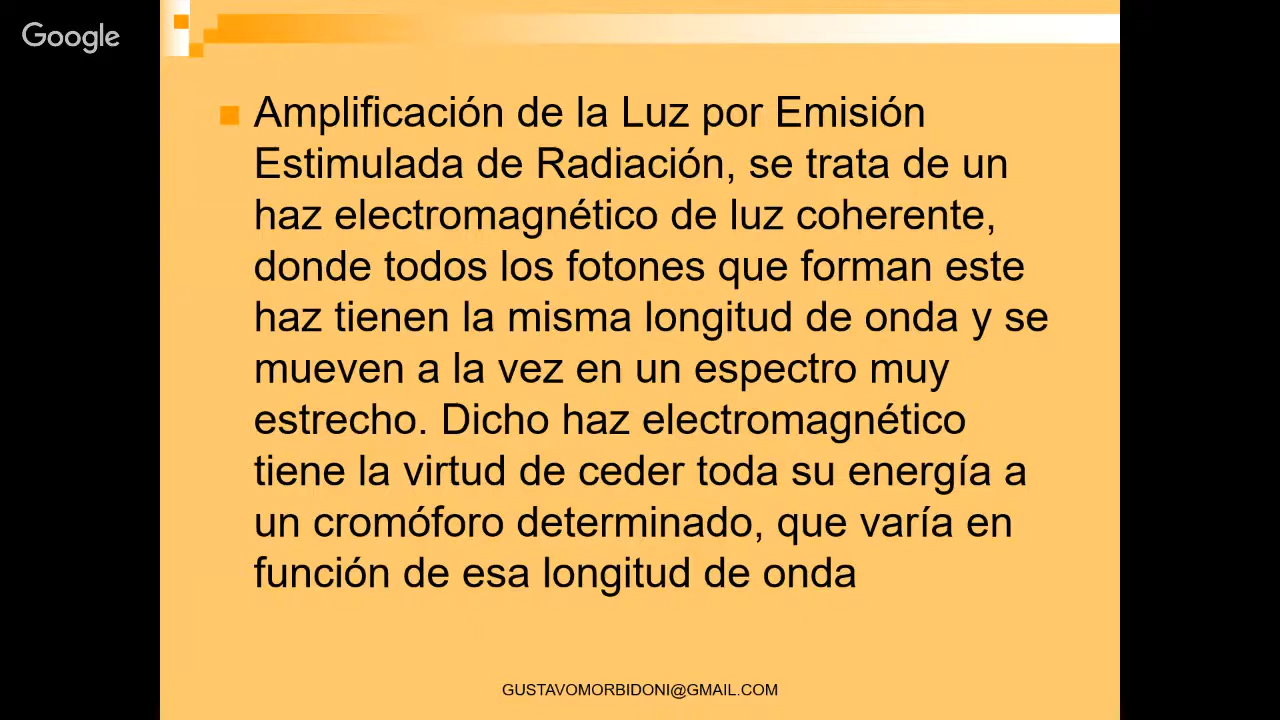 Google
Amplificación de la Luz por Emisión
Estimulada de Radiación, se trata de un
haz electromagnético de luz coherente,
donde todos los fotones que forman este
haz tienen la misma longitud de onda y se
mueven a la vez en un espectro muy
estrecho. Dicho haz electromagnético
tiene la virtud de ceder toda su energía a
un cromóforo determinado, que varía en
función de esa longitud de onda
GUSTAVOMORBIDONI@GMAIL.COM